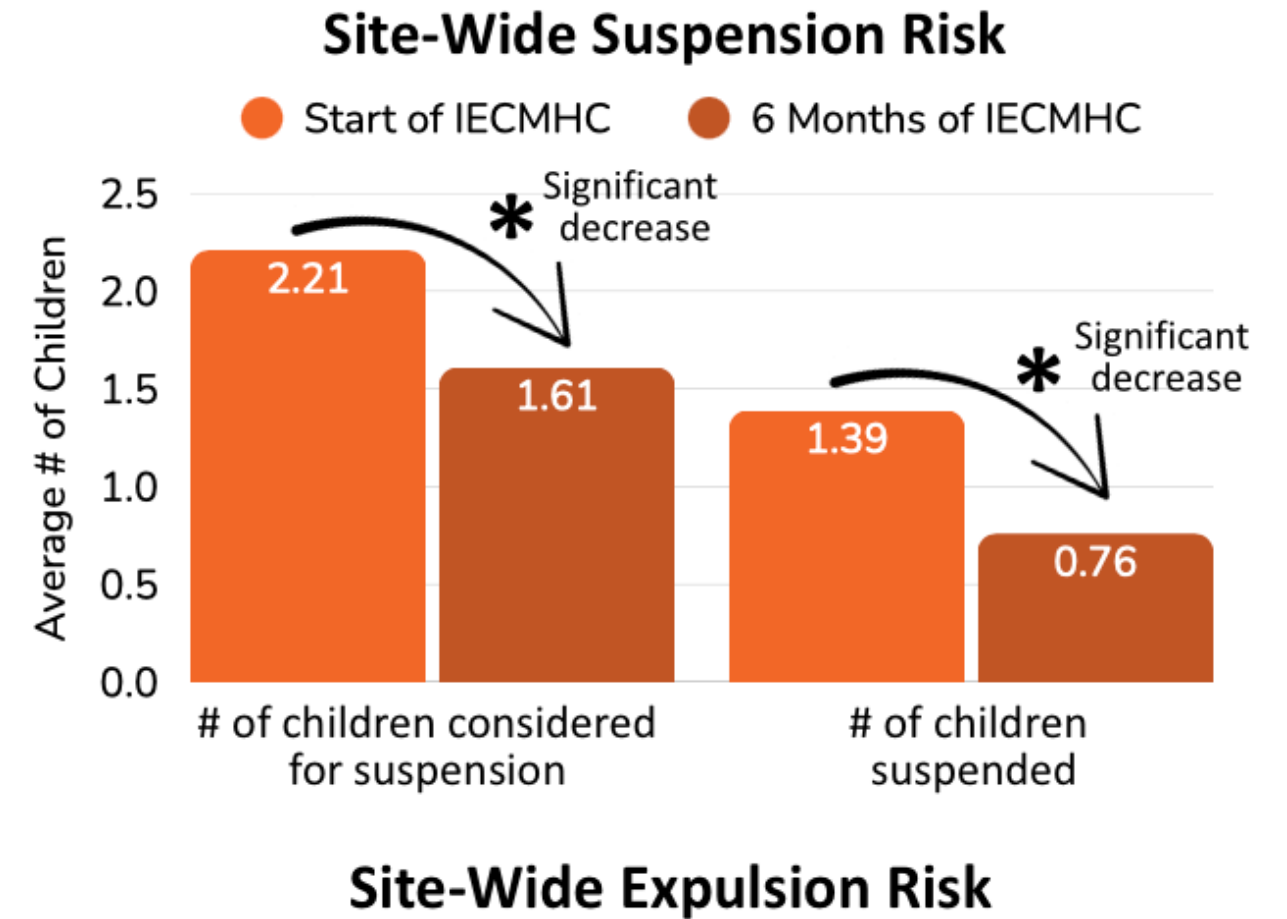 Site-Wide Suspension Risk
Start of IECMHC
6 Months of IECMHC
Average # of Children
2.5
2.0
1.5
1.0
0.5
0.0
2.21
* Significant
decrease
1.61
1.39
* Significant
decrease
0.76
# of children considered
for suspension
# of children
suspended
Site-Wide Expulsion Risk